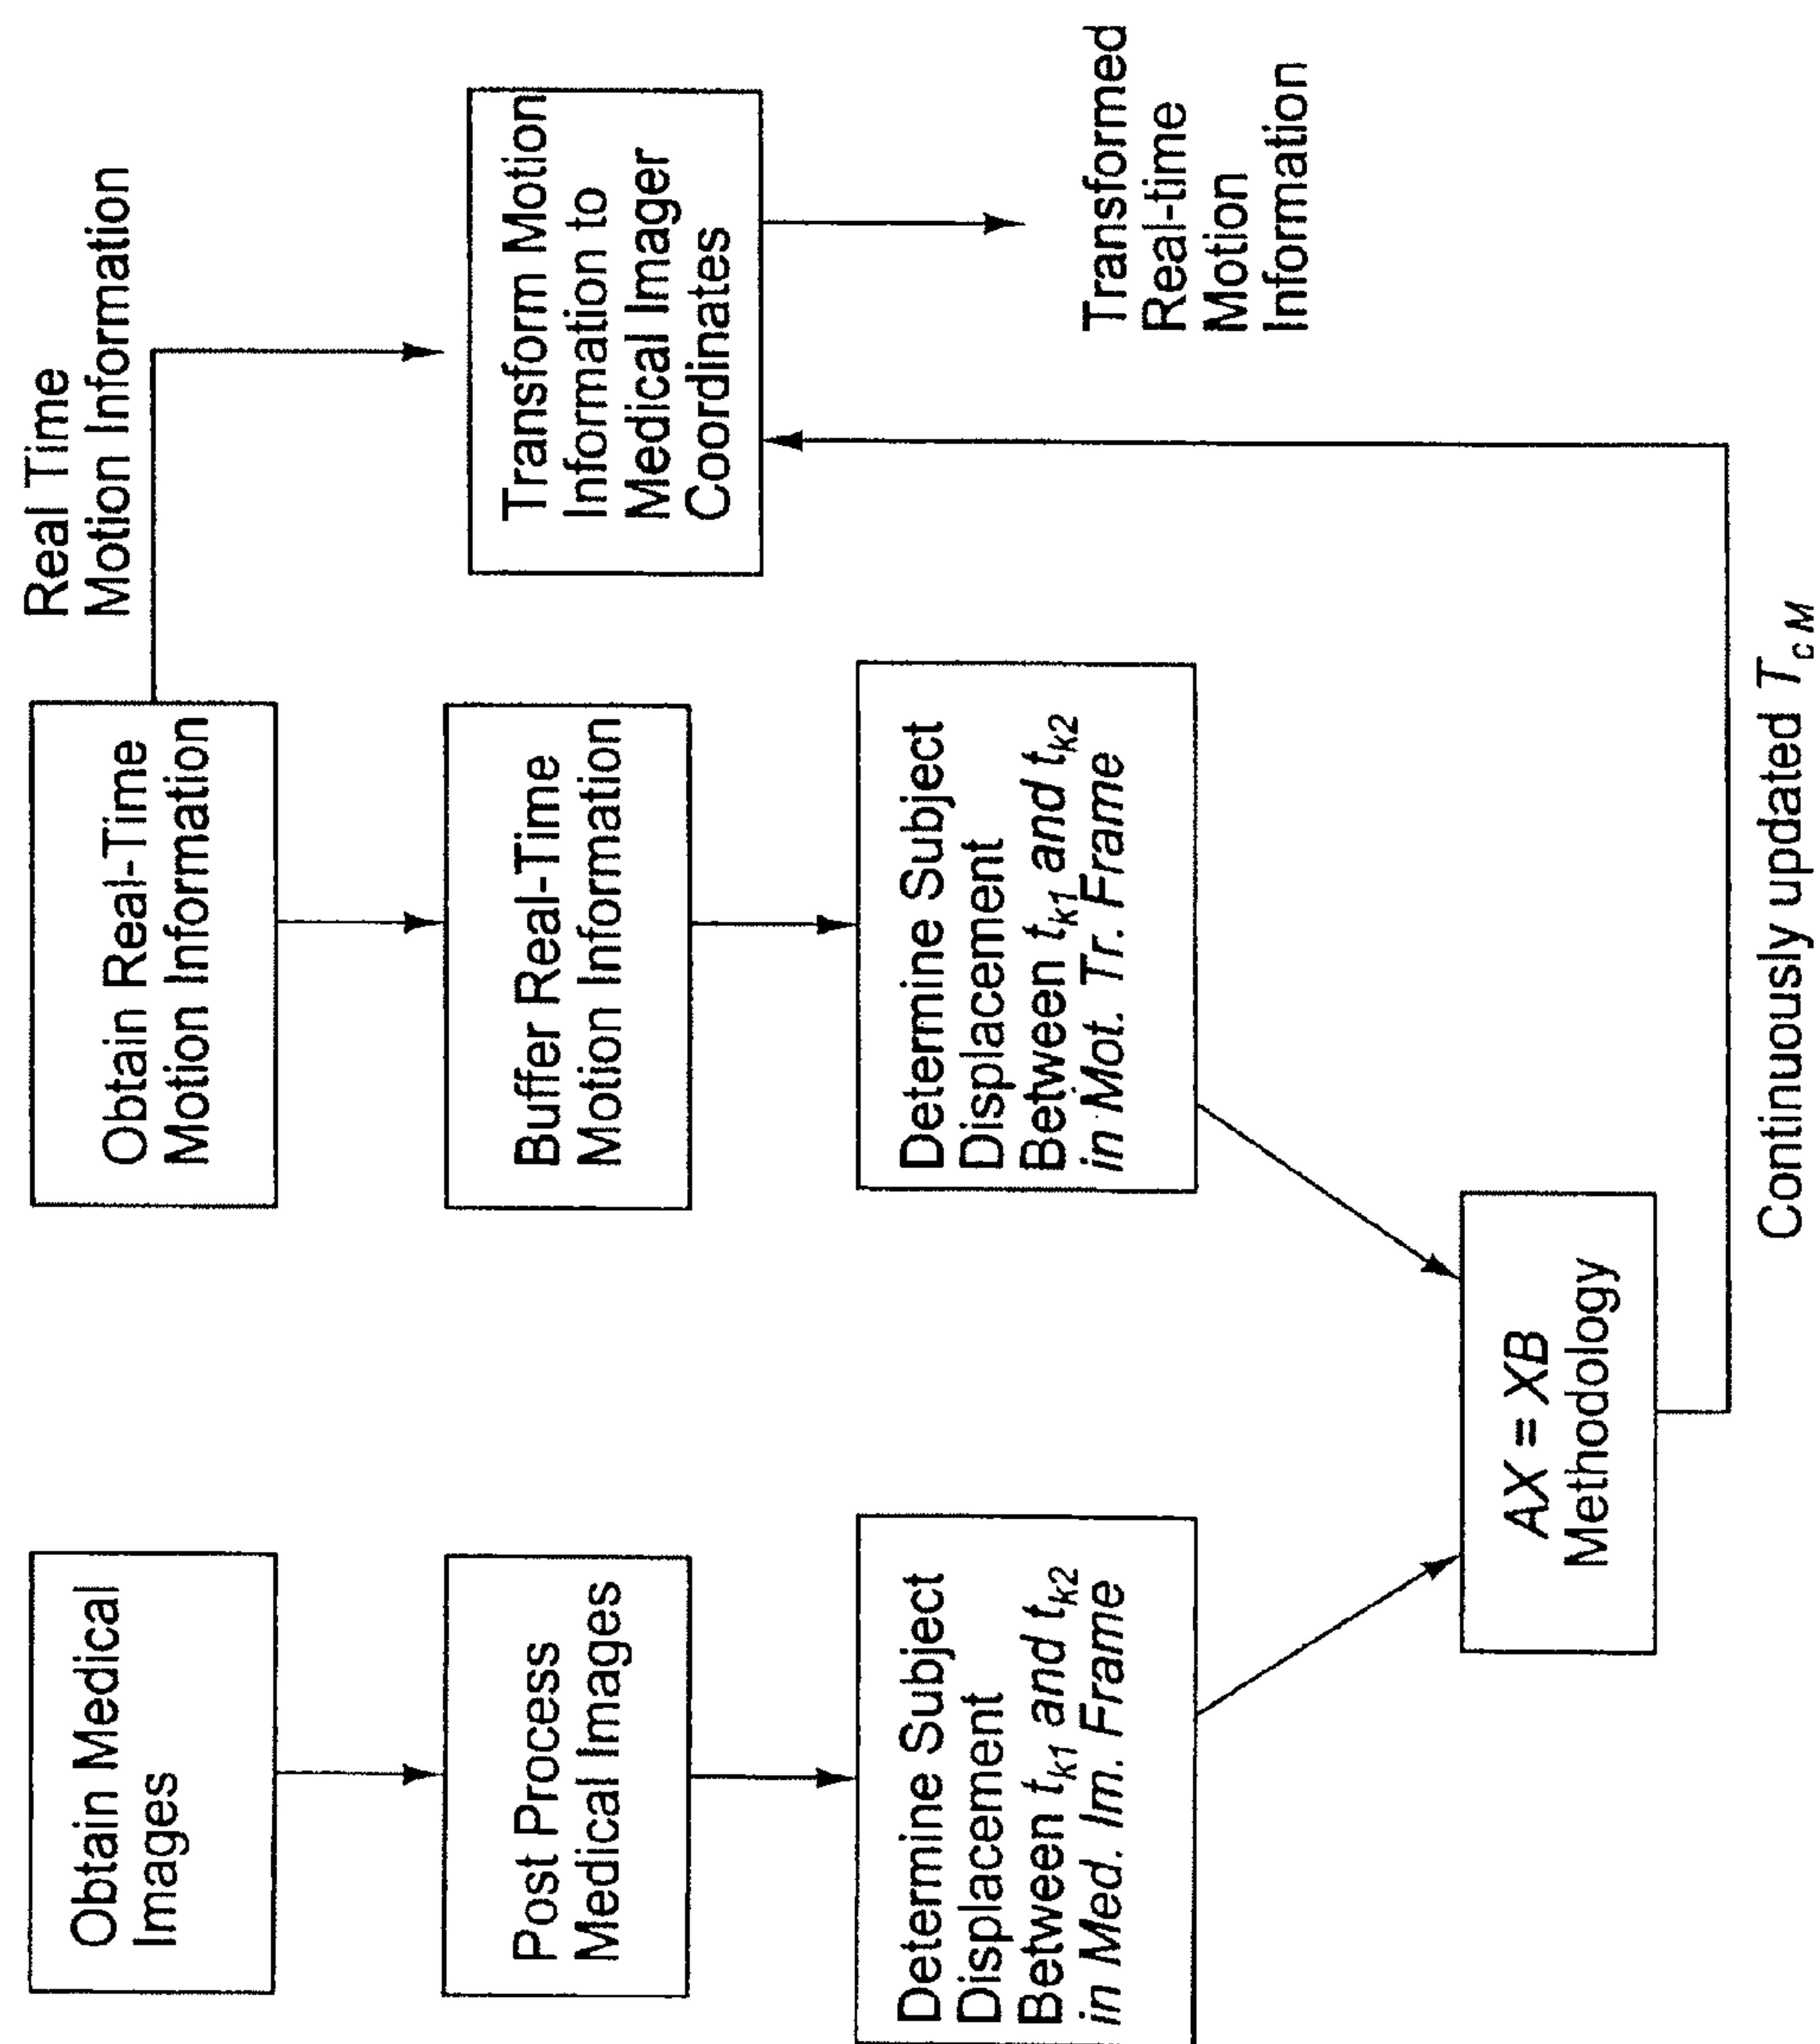 Obtain Medical
Images
Post Process
Medical Images
Determine Subject
Displacement
Between t_k1 and t_k2
in Med. Im. Frame
Obtain Real-Time
Motion Information
Buffer Real-Time
Motion Information
Determine Subject
Displacement
Between t_k1 and t_k2
in Mot. Tr. Frame
AX = XB
Methodology
Continuously updated T_cM
Real Time
Motion Information
Transform Motion
Information to
Medical Imager
Coordinates
Transformed
Real-time
Motion
Information